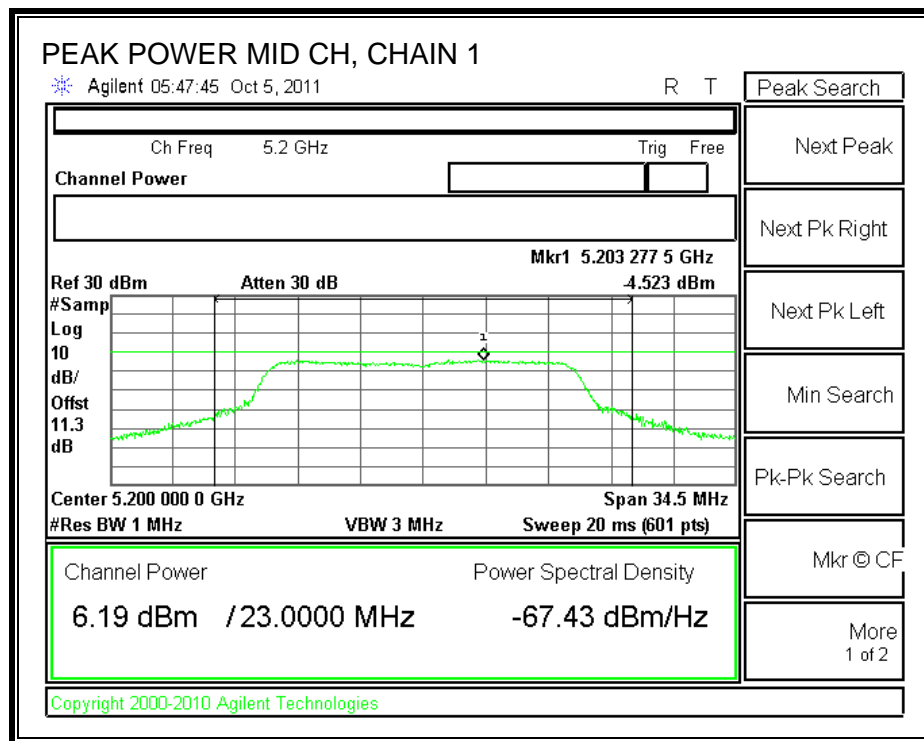 PEAK POWER MID CH, CHAIN 1
Agilent 05:47:45 Oct 5, 2011 R T
Peak Search
Ch Freq 5.2 GHz Trig Free
Channel Power
Mkr1 5.203 277 5 GHz
Ref 30 dBm Atten 30 dB -4.523 dBm
#Samp
Log
10
dB/
Offst
11.3
dB
1
Center 5.200 000 0 GHz Span 34.5 MHz
#Res BW 1 MHz VBW 3 MHz Sweep 20 ms (601 pts)
Channel Power Power Spectral Density
6.19 dBm / 23.0000 MHz -67.43 dBm/Hz
Next Peak
Next Pk Right
Next Pk Left
Min Search
Pk-Pk Search
Mkr © CF
More
1 of 2
Copyright 2000-2010 Agilent Technologies